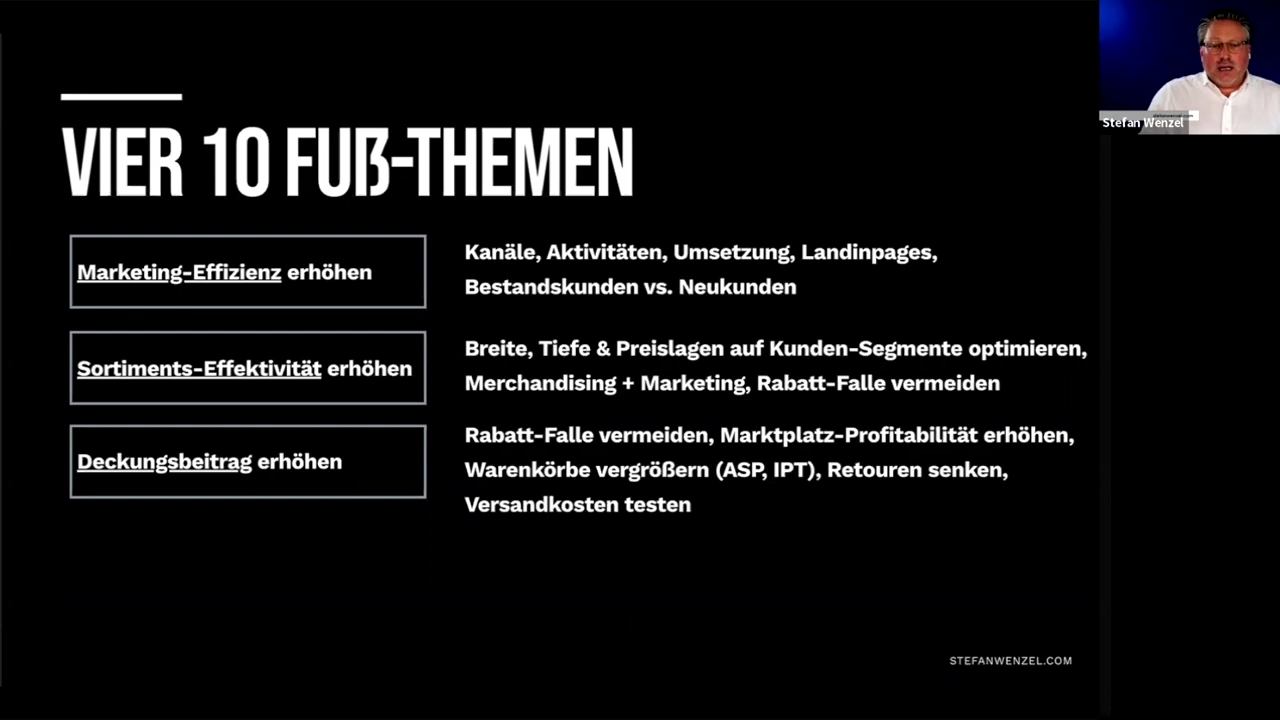 VIER 10 FUß-THEMEN
Marketing-Effizienz erhöhen
Kanäle, Aktivitäten, Umsetzung, Landinpages,
Bestandskunden vs. Neukunden
Sortiments-Effektivität erhöhen
Breite, Tiefe & Preislagen auf Kunden-Segmente optimieren,
Merchandising + Marketing, Rabatt-Falle vermeiden
Deckungsbeitrag erhöhen
Rabatt-Falle vermeiden, Marktplatz-Profitabilität erhöhen,
Warenkörbe vergrößern (ASP, IPT), Retouren senken,
Versandkosten testen
STEFANWENZEL.COM
stefanwenzel.com
Stefan Wenzel